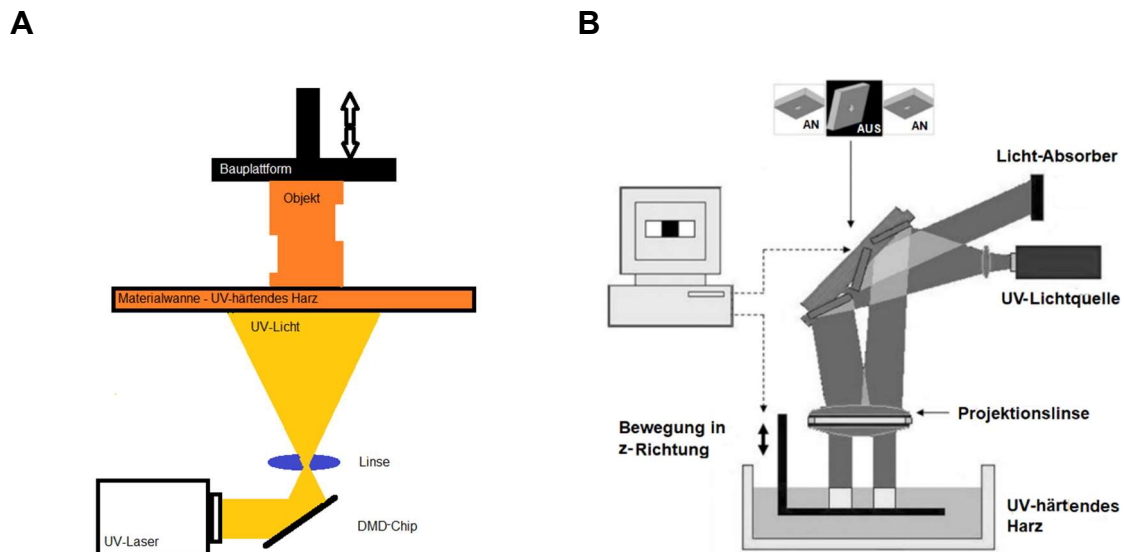 A
Bauplattform
Objekt
Materialwanne - UV-härtendes Harz
UV-Licht
Linse
DMD-Chip
UV-Laser
B
AN
AUS
AN
Licht-Absorber
UV-Lichtquelle
Projektionslinse
Bewegung in
z-Richtung
UV-härtendes
Harz